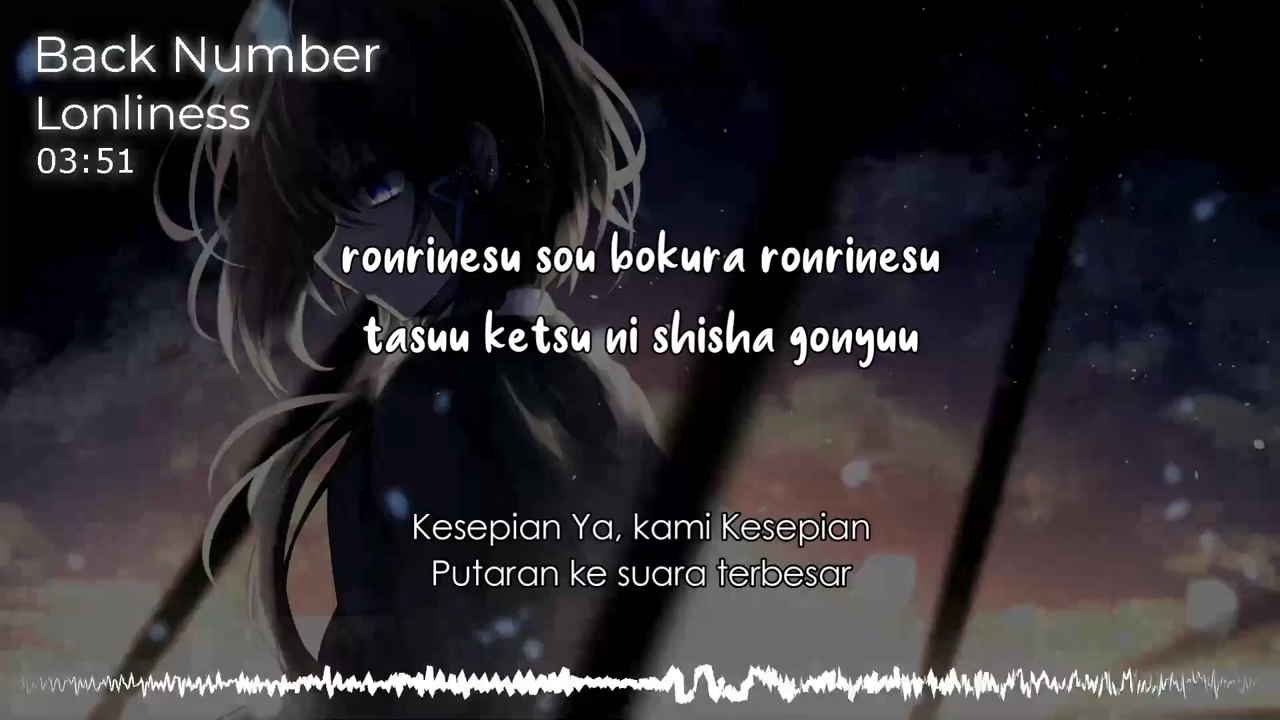 Back Number
Lonliness
03:51
ronrinesu sou bokura ronrinesu
tasuu ketsu ni shisha gonyuu
Kesepian Ya, kami Kesepian
Putaran ke suara terbesar